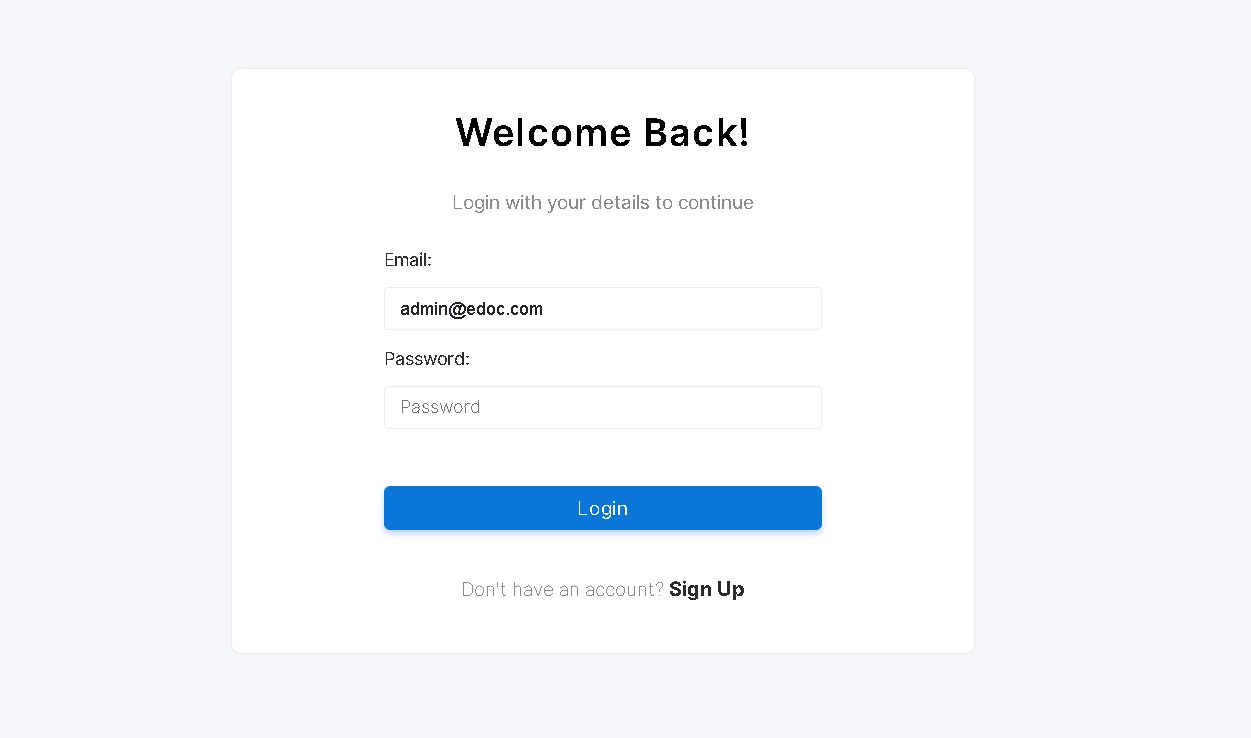 Welcome Back!
Login with your details to continue
Email:
admin@edoc.com
Password:
Password
Login
Don't have an account? Sign Up